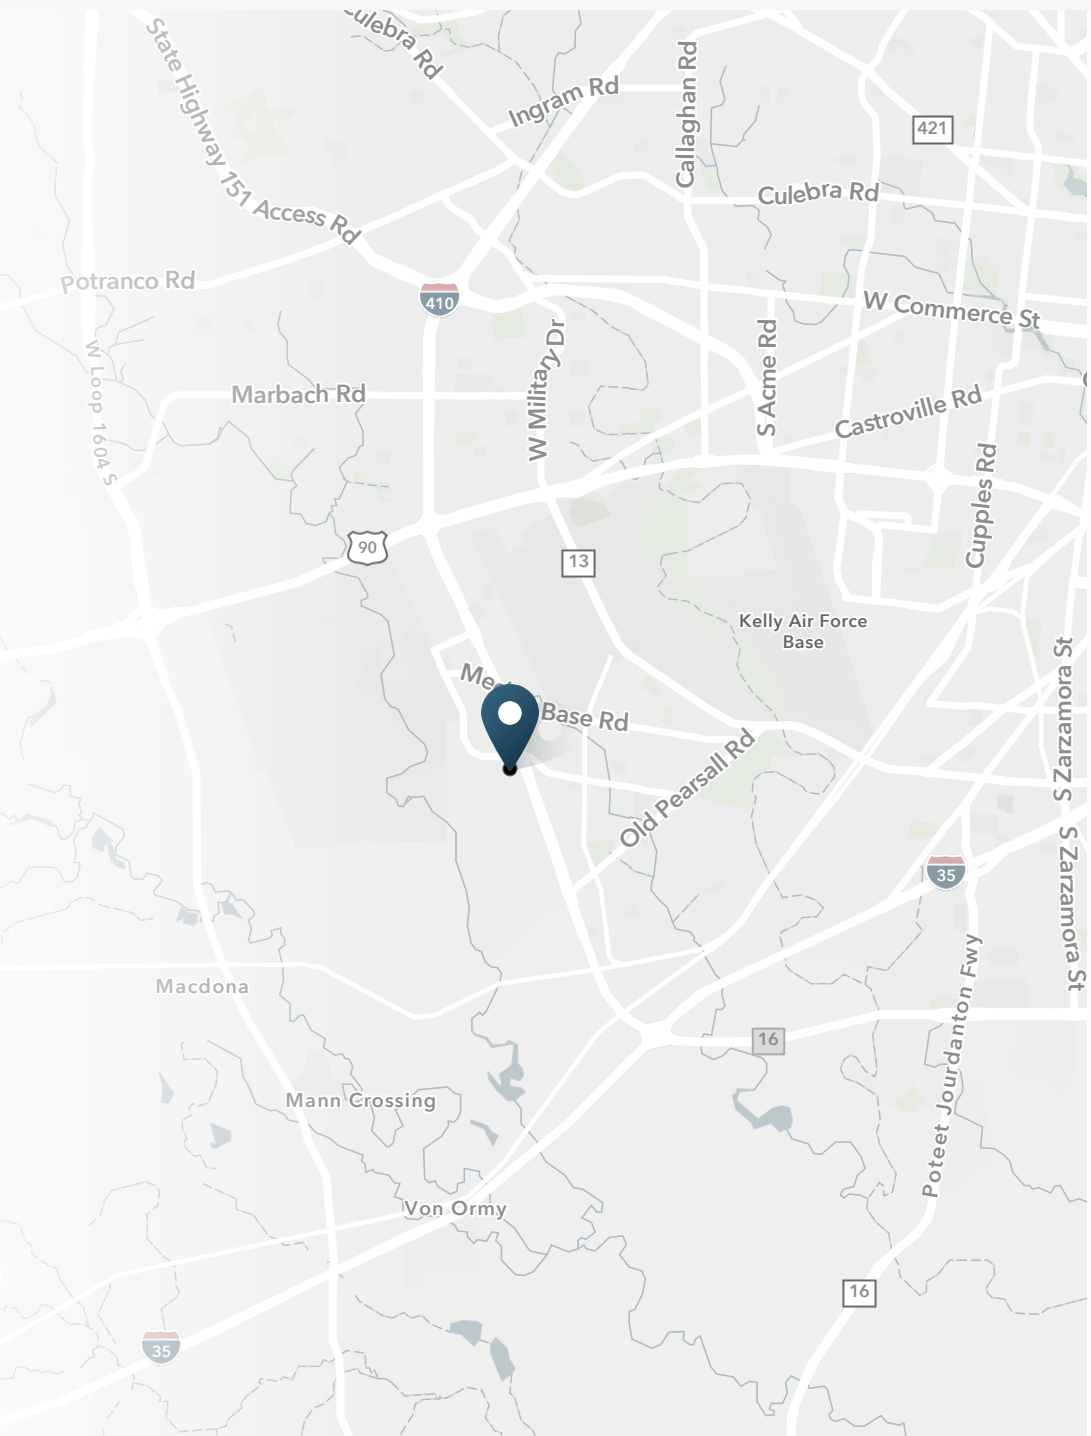 Culebra Rd
State Highway 151 Access Rd
Ingram Rd
Callaghan Rd
421
Culebra Rd
Potranco Rd
410
W Commerce St
W Loop 1604 S
W Military Dr
S Acme Rd
Marbach Rd
Castroville Rd
Cupples Rd
90
13
Kelly Air Force
Base
S Zarzamora St
Base Rd
Old Pearsall Rd
35
S Zarzamora St
Macdona
Poteet Jourdanton Fwy
16
Mann Crossing
Von Ormy
16
35